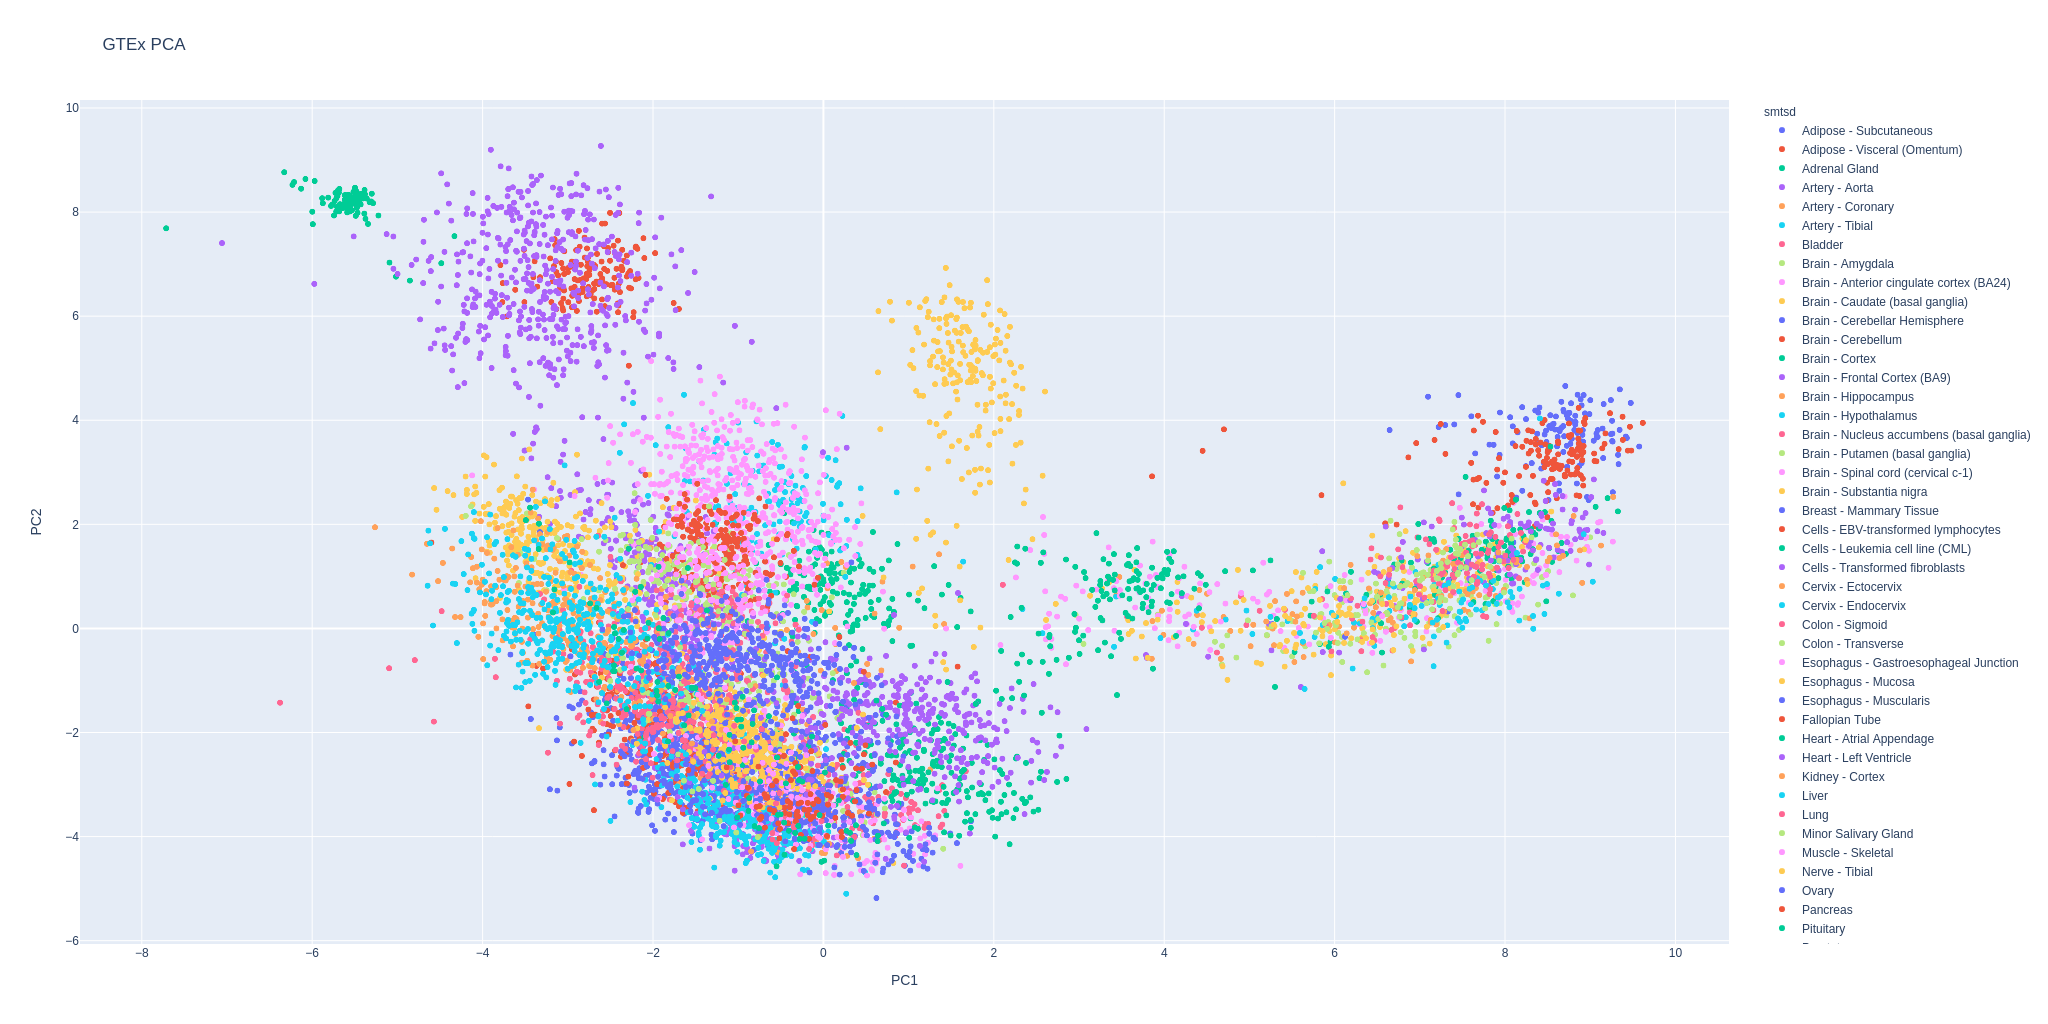 GTEx PCA
10
8
6
4
2
0
−2
−4
−6
PC2
−8
−6
−4
−2
0
2
4
6
8
10
PC1
smtsd
Adipose - Subcutaneous
Adipose - Visceral (Omentum)
Adrenal Gland
Artery - Aorta
Artery - Coronary
Artery - Tibial
Bladder
Brain - Amygdala
Brain - Anterior cingulate cortex (BA24)
Brain - Caudate (basal ganglia)
Brain - Cerebellar Hemisphere
Brain - Cerebellum
Brain - Cortex
Brain - Frontal Cortex (BA9)
Brain - Hippocampus
Brain - Hypothalamus
Brain - Nucleus accumbens (basal ganglia)
Brain - Putamen (basal ganglia)
Brain - Spinal cord (cervical c-1)
Brain - Substantia nigra
Breast - Mammary Tissue
Cells - EBV-transformed lymphocytes
Cells - Leukemia cell line (CML)
Cells - Transformed fibroblasts
Cervix - Ectocervix
Cervix - Endocervix
Colon - Sigmoid
Colon - Transverse
Esophagus - Gastroesophageal Junction
Esophagus - Mucosa
Esophagus - Muscularis
Fallopian Tube
Heart - Atrial Appendage
Heart - Left Ventricle
Kidney - Cortex
Liver
Lung
Minor Salivary Gland
Muscle - Skeletal
Nerve - Tibial
Ovary
Pancreas
Pituitary